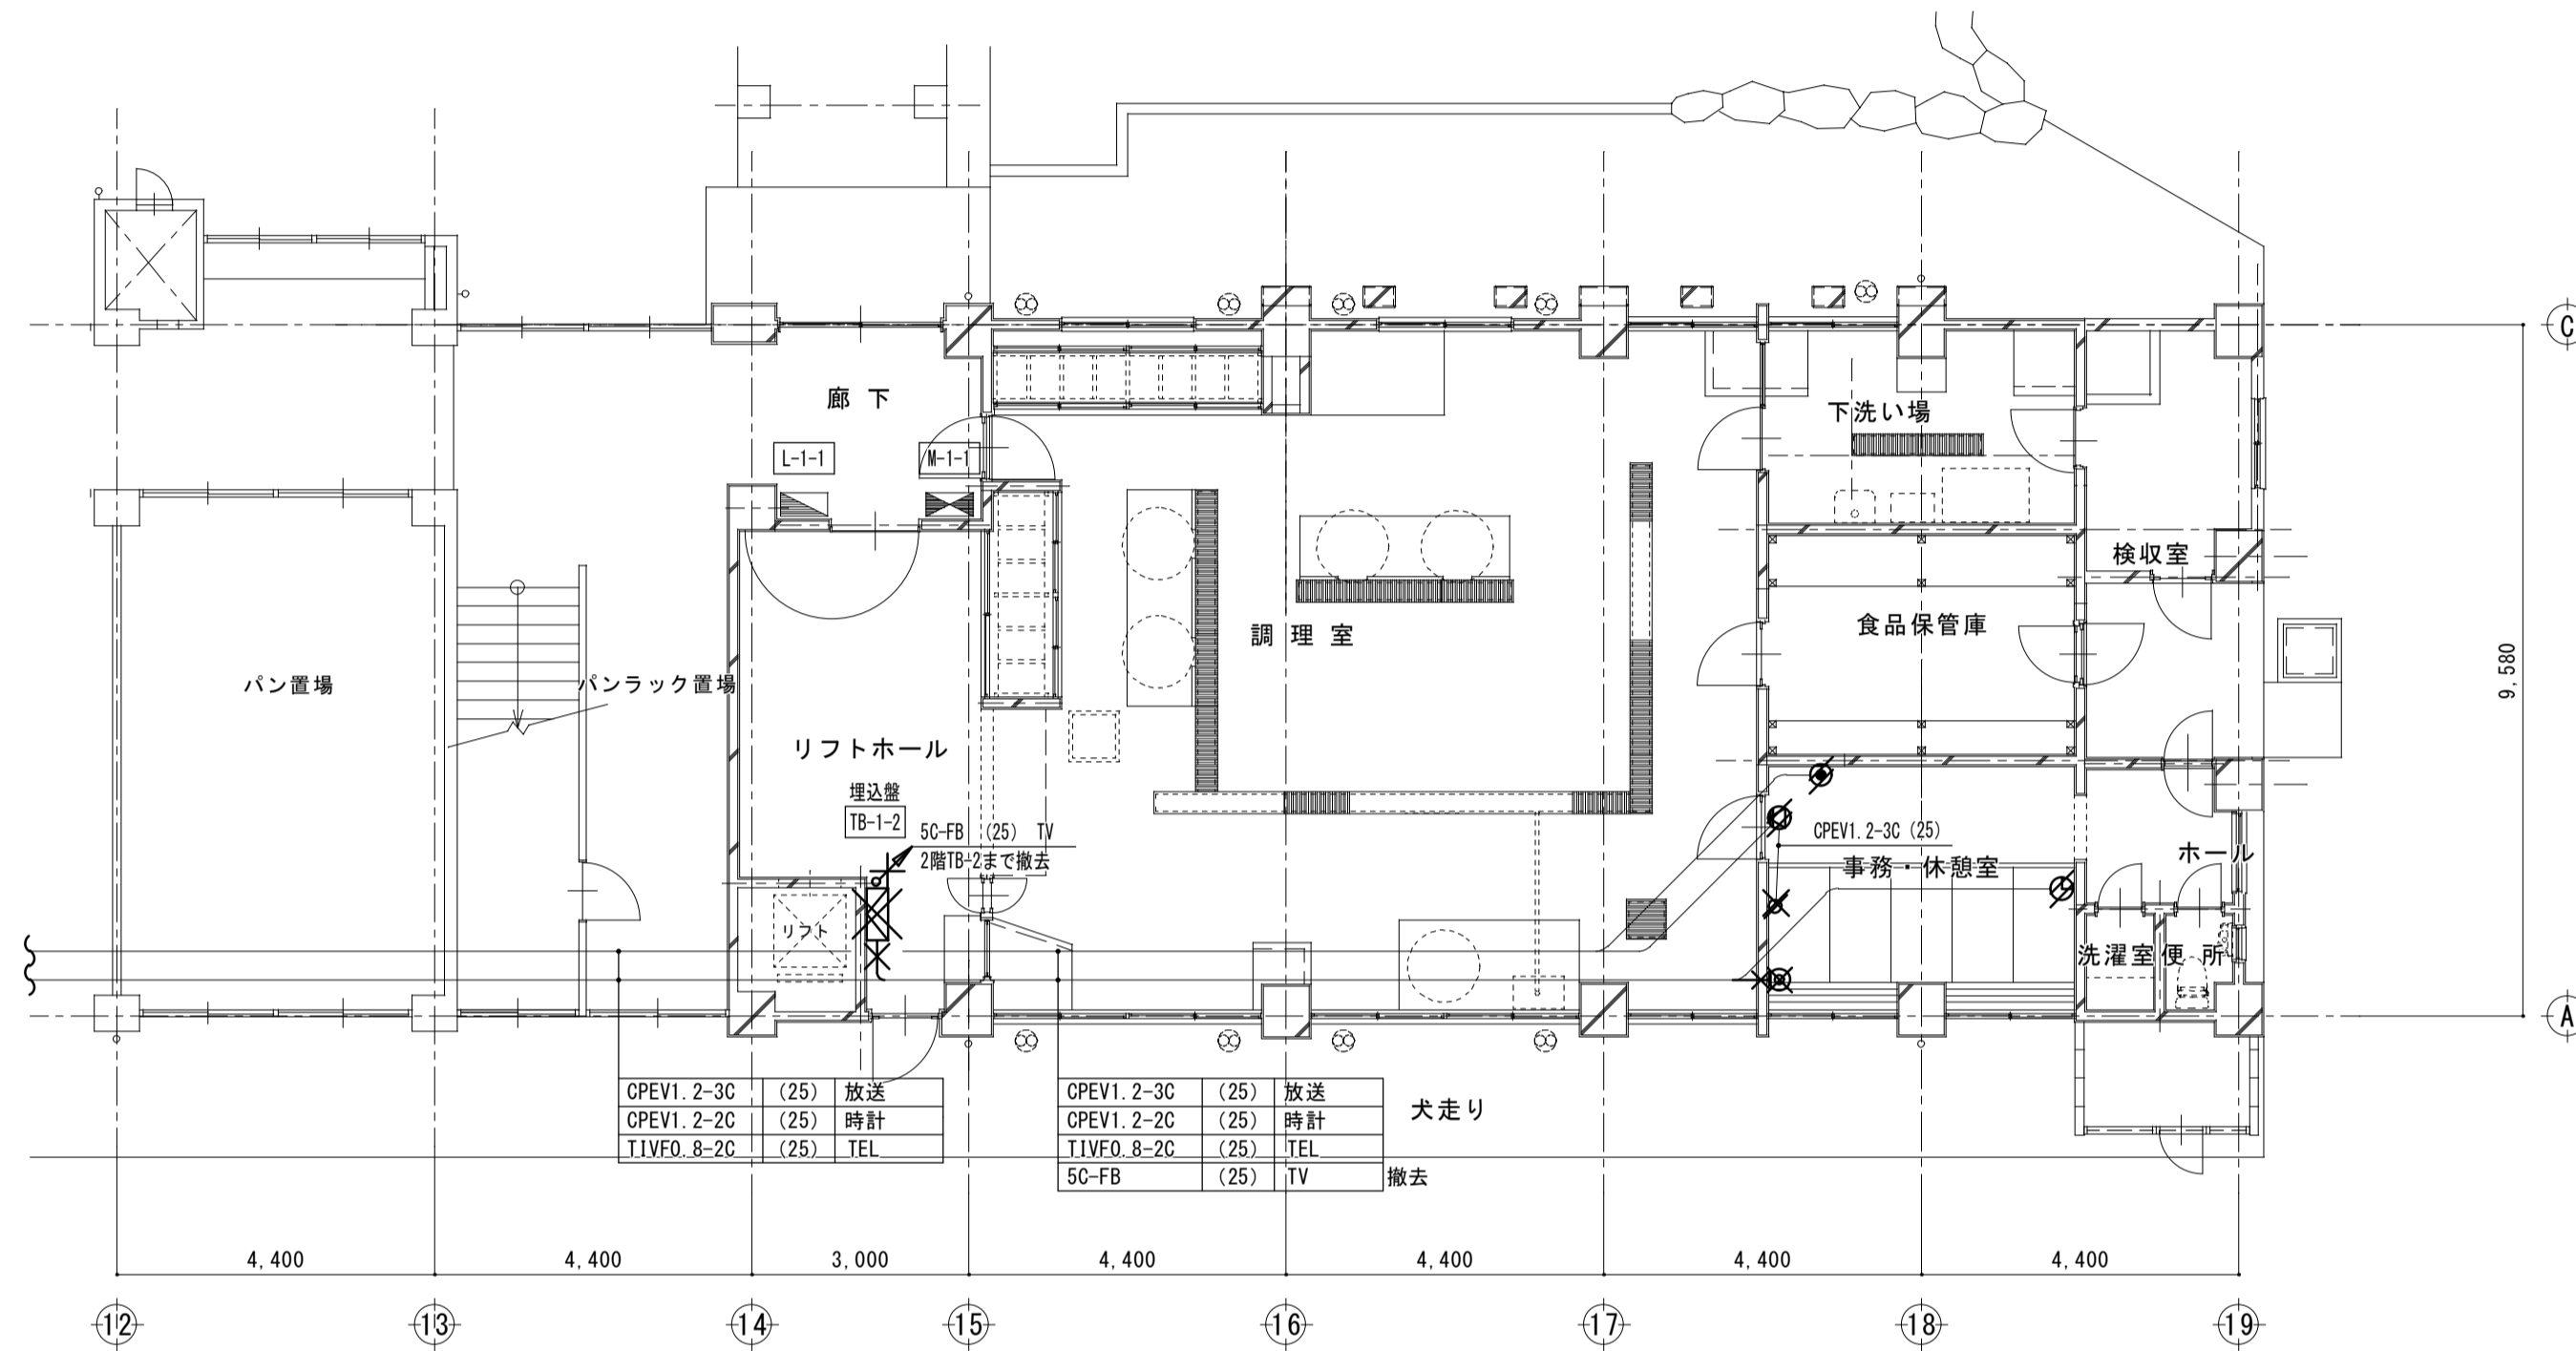 C
廊 下
下洗い場
L-1-1
M-1-1
検収室
調 理 室
食品保管庫
9,580
パン置場
パンラック置場
リフトホール
埋込盤
TB-1-2
5C-FB (25) TV
2階TB-2まで撤去
CPEV1.2-3C (25)
事務・休憩室
ホール
リフト
洗濯室
便 所
A
CPEV1.2-3C (25) 放送
CPEV1.2-2C (25) 時計
TIVF0.8-2C (25) TEL
CPEV1.2-3C (25) 放送
CPEV1.2-2C (25) 時計
TIVF0.8-2C (25) TEL
5C-FB (25) TV 撤去
犬走り
4,400 4,400 3,000 4,400 4,400 4,400 4,400
12 13 14 15 16 17 18 19